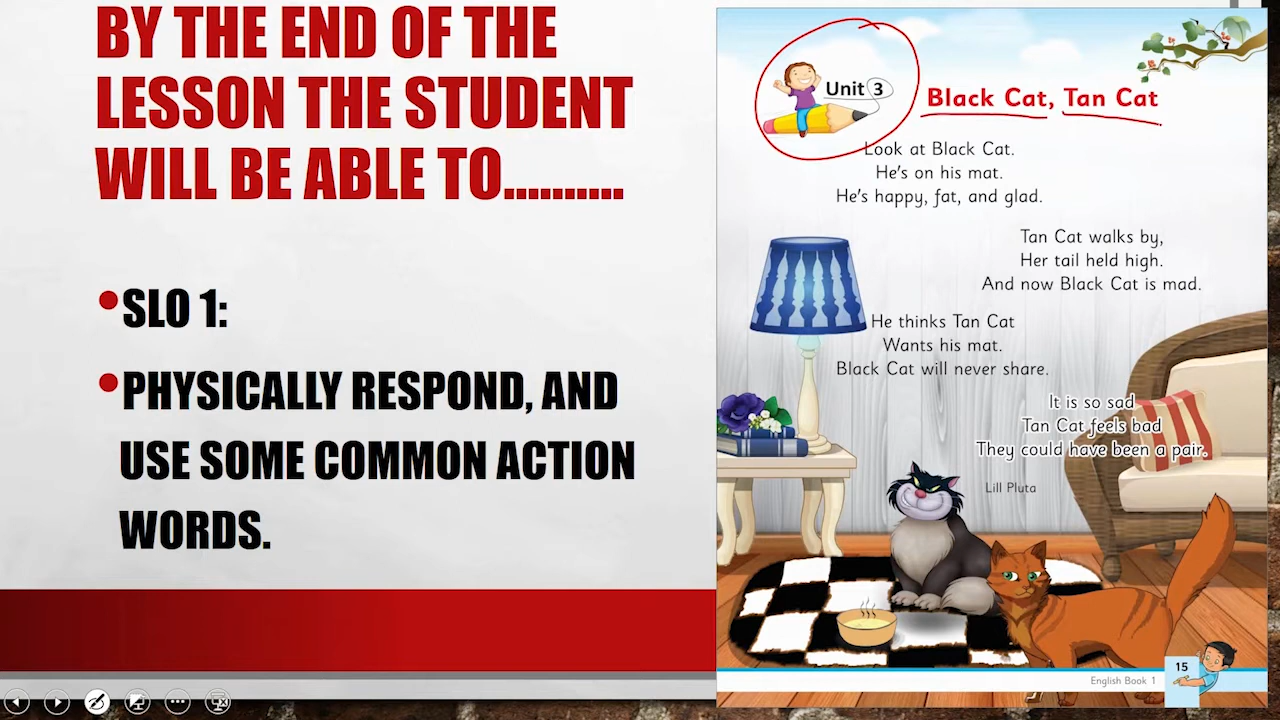 BY THE END OF THE
LESSON THE STUDENT
WILL BE ABLE TO..........
•SLO 1:
•PHYSICALLY RESPOND, AND
USE SOME COMMON ACTION
WORDS.
Unit 3
Black Cat, Tan Cat
Look at Black Cat.
He's on his mat.
He's happy, fat, and glad.
Tan Cat walks by,
Her tail held high.
And now Black Cat is mad.
He thinks Tan Cat
Wants his mat.
Black Cat will never share.
It is so sad
Tan Cat feels bad
They could have been a pair.
Lill Pluta
15
English Book 1